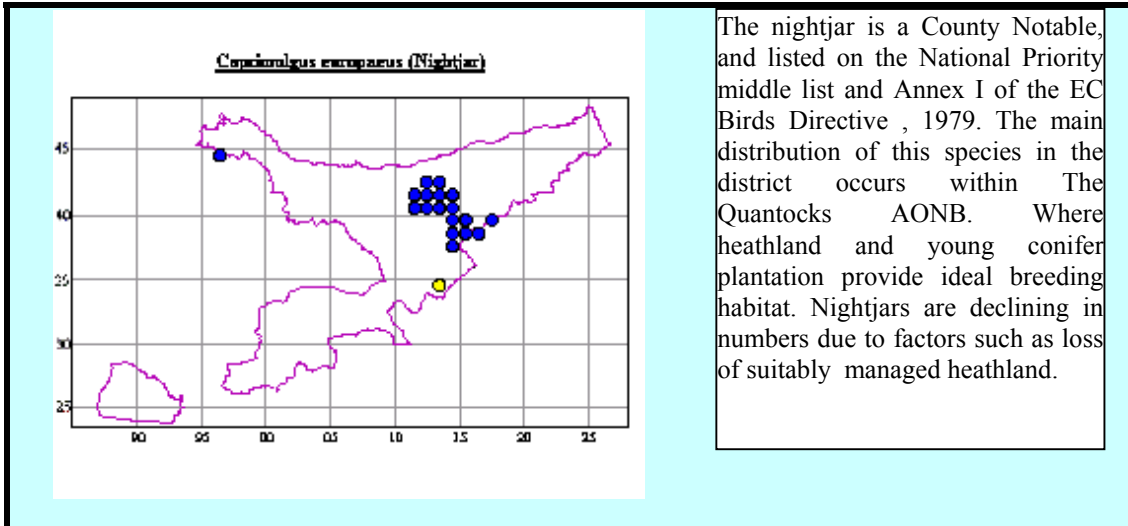 Caprimulgus europaeus (Nightjar)
45
40
35
30
25
90
95
00
05
10
15
20
25
The nightjar is a County Notable,
and listed on the National Priority
middle list and Annex I of the EC
Birds Directive , 1979. The main
distribution of this species in the
district occurs within The
Quantocks AONB. Where
heathland and young conifer
plantation provide ideal breeding
habitat. Nightjars are declining in
numbers due to factors such as loss
of suitably managed heathland.